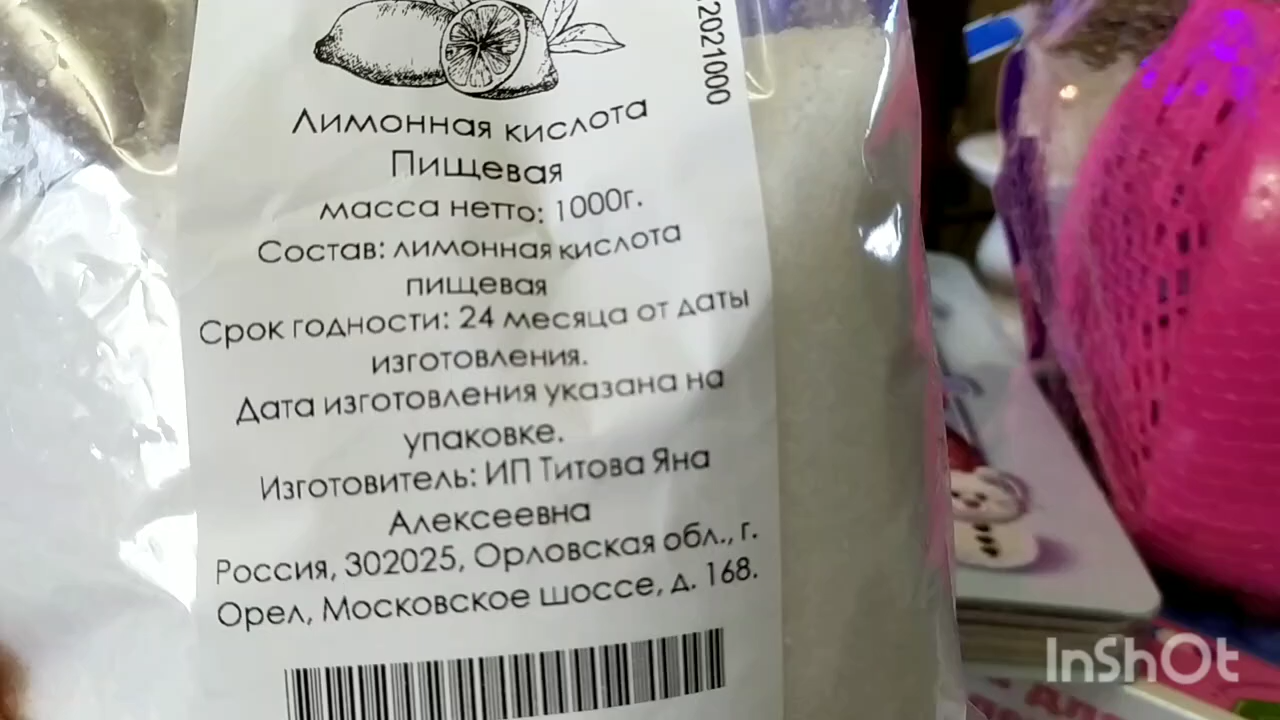 Лимонная кислота
Пищевая
масса нетто: 1000г.
Состав: лимонная кислота
пищевая
Срок годности: 24 месяца от даты
изготовления.
Дата изготовления указана на
упаковке.
Изготовитель: ИП Титова Яна
Алексеевна
Россия, 302025, Орловская обл., г.
Орел, Московское шоссе, д. 168.
2021000
InShOt